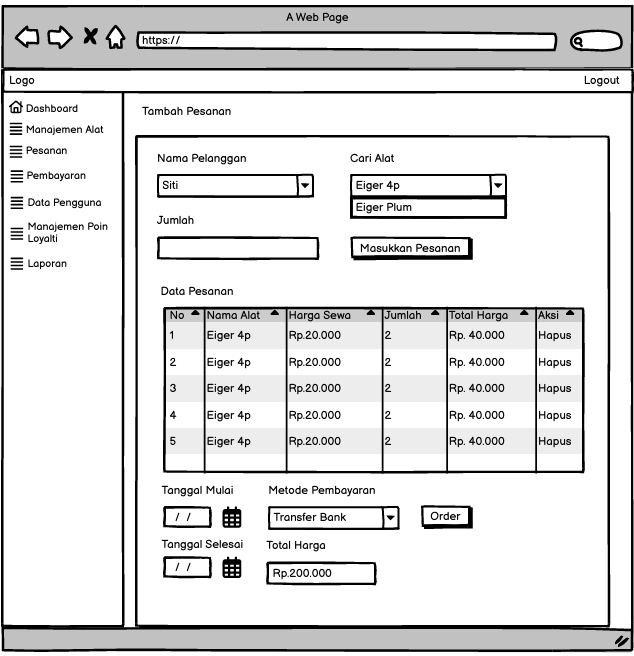 A Web Page
https://
Logo
Logout
Dashboard
Manajemen Alat
Pesanan
Pembayaran
Data Pengguna
Manajemen Poin
Loyalti
Laporan
Tambah Pesanan
Nama Pelanggan
Cari Alat
Siti
Eiger 4p
Eiger Plum
Jumlah
Masukkan Pesanan
Data Pesanan
No Nama Alat Harga Sewa Jumlah Total Harga Aksi
1 Eiger 4p Rp.20.000 2 Rp. 40.000 Hapus
2 Eiger 4p Rp.20.000 2 Rp. 40.000 Hapus
3 Eiger 4p Rp.20.000 2 Rp. 40.000 Hapus
4 Eiger 4p Rp.20.000 2 Rp. 40.000 Hapus
5 Eiger 4p Rp.20.000 2 Rp. 40.000 Hapus
Tanggal Mulai
Metode Pembayaran
/ /
Transfer Bank
Order
Tanggal Selesai
Total Harga
/ /
Rp.200.000